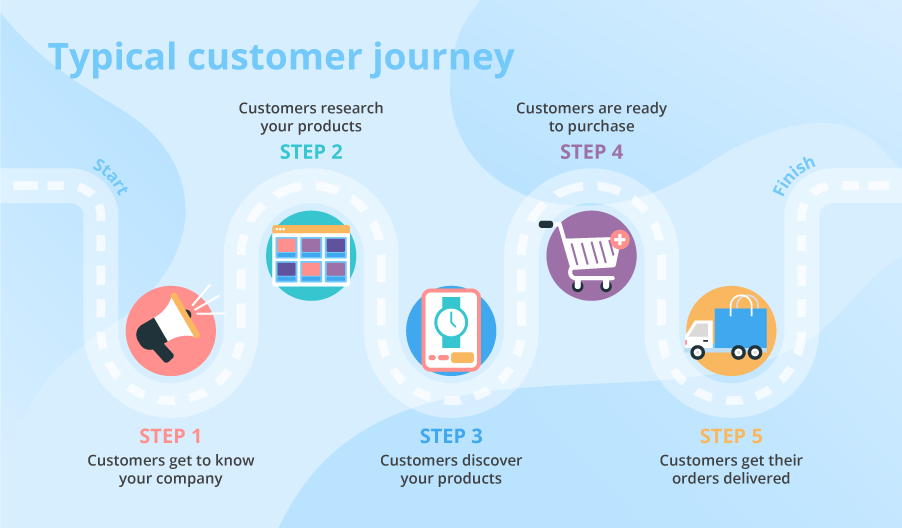 Typical customer journey
Start
STEP 1
Customers get to know
your company
Customers research
your products
STEP 2
STEP 3
Customers discover
your products
Customers are ready
to purchase
STEP 4
STEP 5
Customers get their
orders delivered
Finish